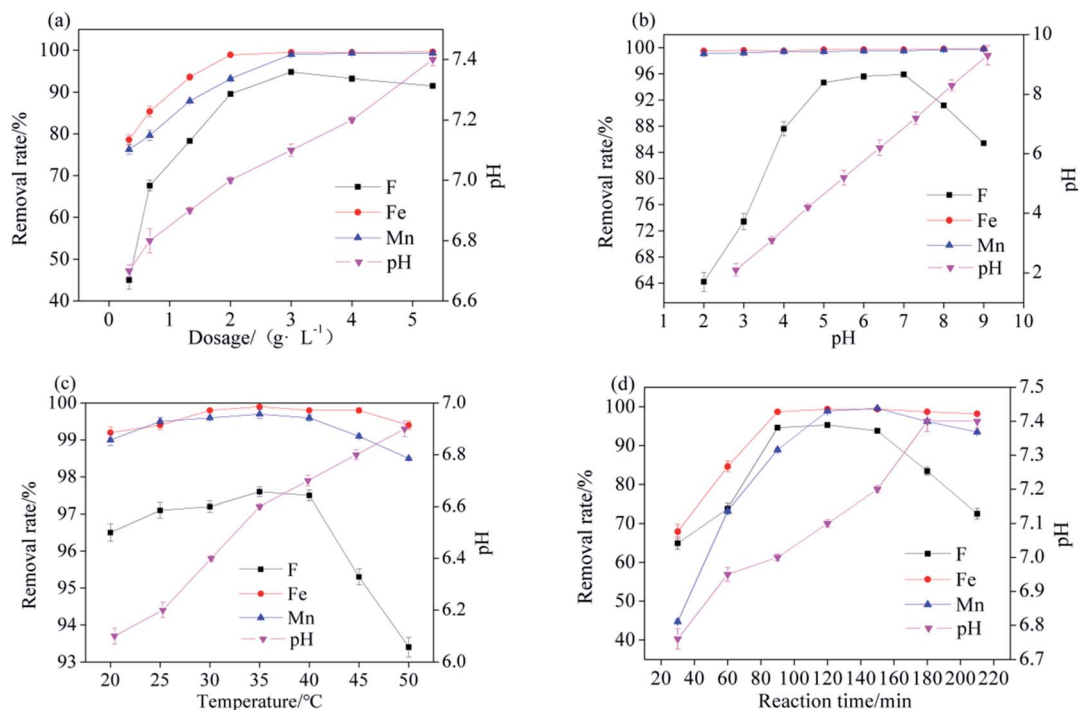 (a)
100
90
80
70
60
50
40
Removal rate/%
7.4
7.2
7.0
6.8
6.6
pH
F
Fe
Mn
pH
0 1 2 3 4 5
Dosage/ (g· L-1)
(b)
100
96
92
88
84
80
76
72
68
64
Removal rate/%
10
8
6
4
2
pH
F
Fe
Mn
pH
1 2 3 4 5 6 7 8 9 10
pH
(c)
100
99
98
97
96
95
94
93
Removal rate/%
7.0
6.8
6.6
6.4
6.2
6.0
pH
F
Fe
Mn
pH
20 25 30 35 40 45 50
Temperature/°C
(d)
100
90
80
70
60
50
40
Removal rate/%
7.5
7.4
7.3
7.2
7.1
7.0
6.9
6.8
6.7
pH
F
Fe
Mn
pH
20 40 60 80 100 120 140 160 180 200 220
Reaction time/min